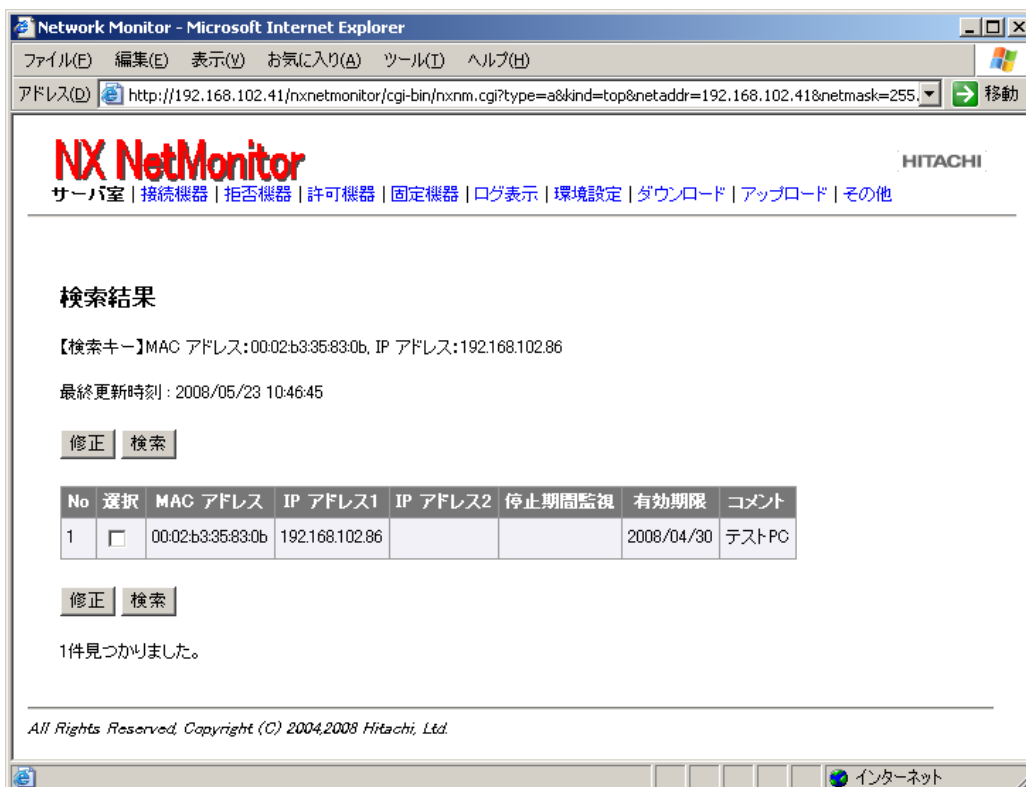 Network Monitor - Microsoft Internet Explorer
ファイル(F) 編集(E) 表示(V) お気に入り(A) ツール(T) ヘルプ(H)
アドレス(D) http://192.168.102.41/nxnetmonitor/cgi-bin/nxnm.cgi?type=a&kind=top&netaddr=192.168.102.41&netmask=255. 移動
NX NetMonitor
HITACHI
サーバ室 | 接続機器 | 拒否機器 | 許可機器 | 固定機器 | ログ表示 | 環境設定 | ダウンロード | アップロード | その他
検索結果
【検索キー】MAC アドレス:00:02:b3:35:83:0b, IP アドレス:192.168.102.86
最終更新時刻 : 2008/05/23 10:46:45
修正 検索
No 選択 MAC アドレス IP アドレス1 IP アドレス2 停止期間監視 有効期限 コメント
1 00:02:b3:35:83:0b 192.168.102.86 2008/04/30 テストPC
修正 検索
1件見つかりました。
All Rights Reserved, Copyright (C) 2004,2008 Hitachi, Ltd.
インターネット